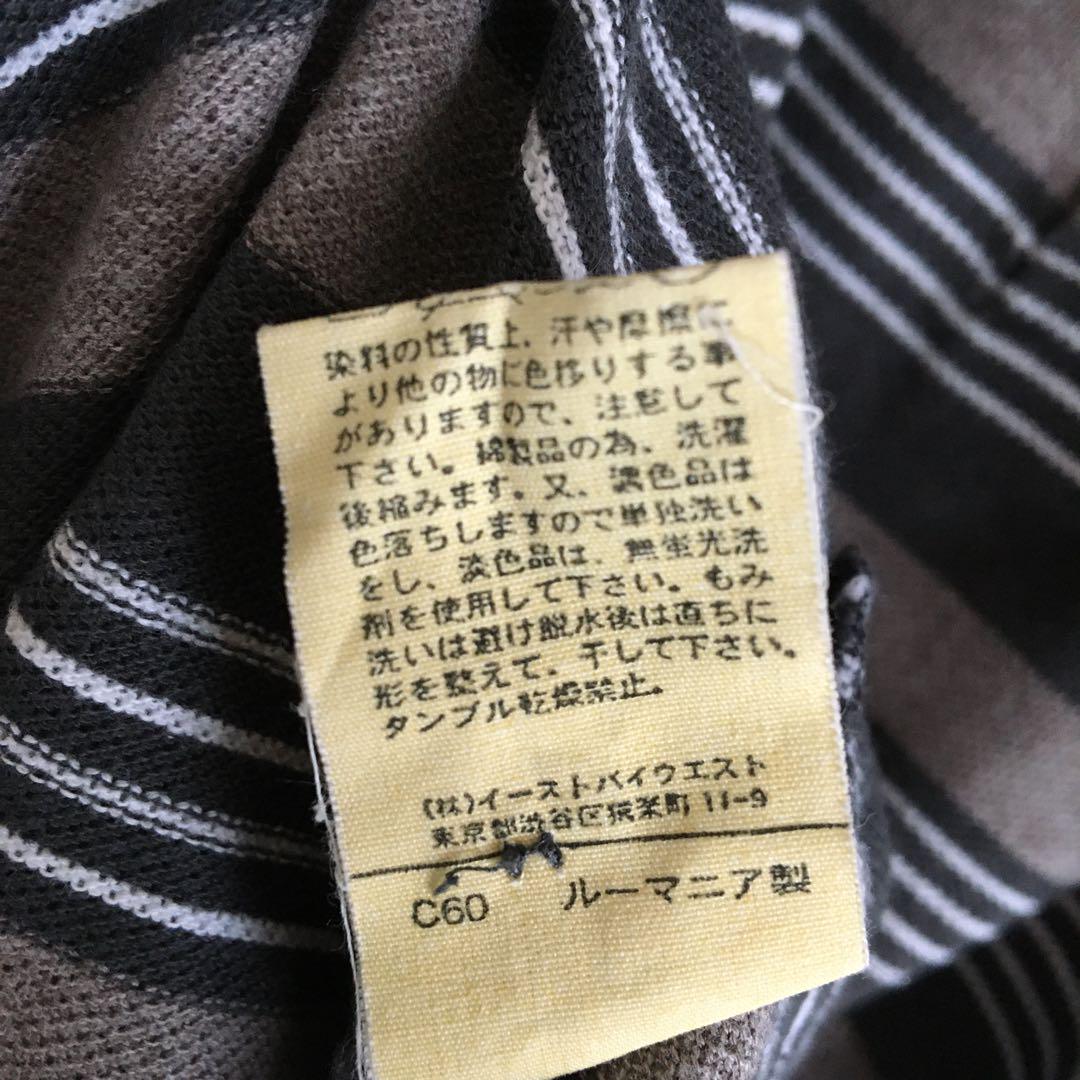 染料の性質上、汗や摩擦に
より他の物に色移りする事
がありますので、注意して
下さい。綿製品の為、洗濯
後縮みます。又、濃色品は
色落ちしますので単独洗い
をし、淡色品は、無蛍光洗
剤を使用して下さい。もみ
洗いは避け脱水後は直ちに
形を整えて、干して下さい。
タンブル乾燥禁止。
(株)イーストバイウエスト
東京都渋谷区猿楽町 11-9
C60 ルーマニア製